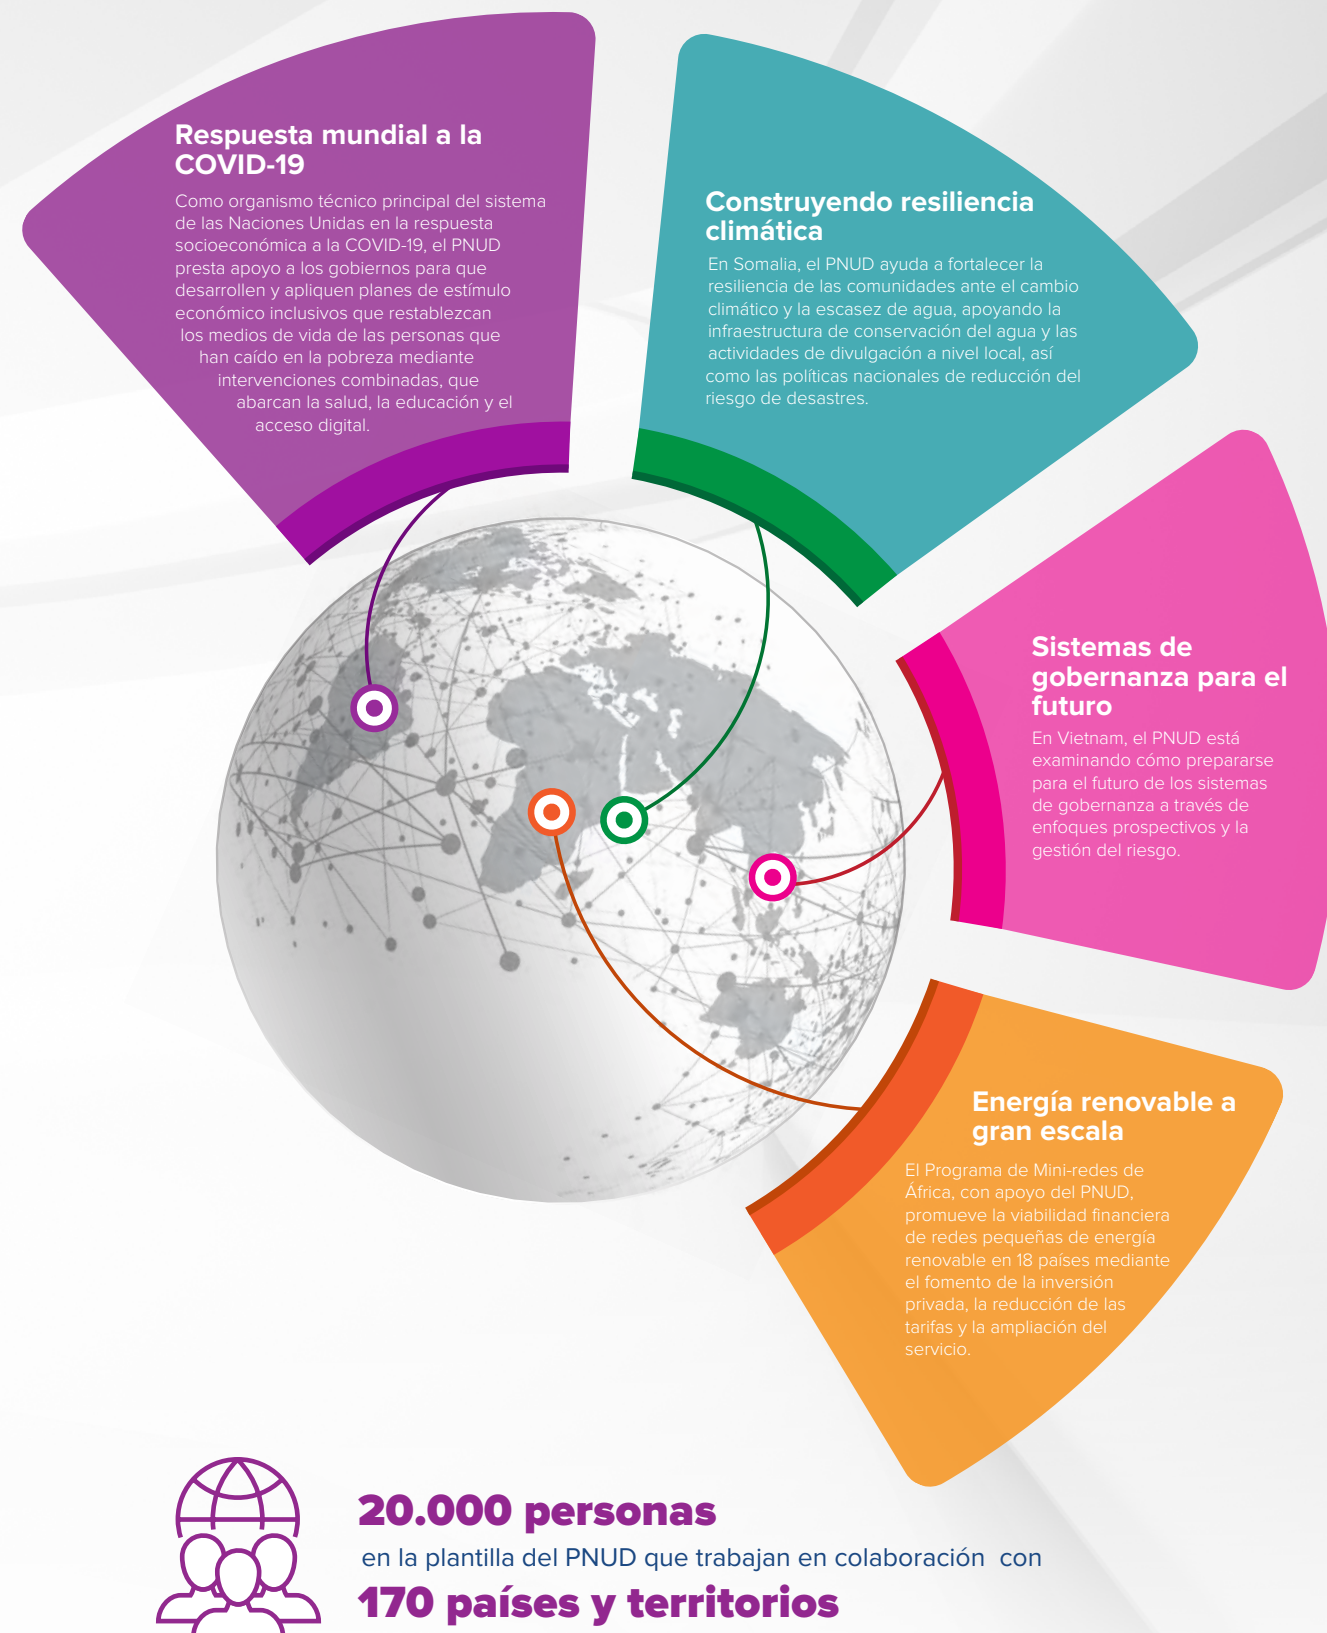 Respuesta mundial a la
COVID-19
Como organismo técnico principal del sistema
de las Naciones Unidas en la respuesta
socioeconómica a la COVID-19, el PNUD
presta apoyo a los gobiernos para que
desarrollen y apliquen planes de estímulo
económico inclusivos que restablezcan
los medios de vida de las personas que
han caído en la pobreza mediante
intervenciones combinadas, que
abarcan la salud, la educación y el
acceso digital.
Construyendo resiliencia
climática
En Somalia, el PNUD ayuda a fortalecer la
resiliencia de las comunidades ante el cambio
climático y la escasez de agua, apoyando la
infraestructura de conservación del agua y las
actividades de divulgación a nivel local, así
como las políticas nacionales de reducción del
riesgo de desastres.
Sistemas de
gobernanza para el
futuro
En Vietnam, el PNUD está
examinando cómo prepararse
para el futuro de los sistemas
de gobernanza a través de
enfoques prospectivos y la
gestión del riesgo.
Energía renovable a
gran escala
El Programa de Mini-redes de
África, con apoyo del PNUD,
promueve la viabilidad financiera
de redes pequeñas de energía
renovable en 18 países mediante
el fomento de la inversión
privada, la reducción de las
tarifas y la ampliación del
servicio.
20.000 personas
en la plantilla del PNUD que trabajan en colaboración con
170 países y territorios